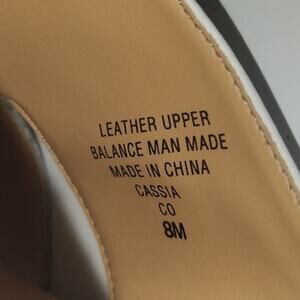 LEATHER UPPER
BALANCE MAN MADE
MADE IN CHINA
CASSIA
CO
8M